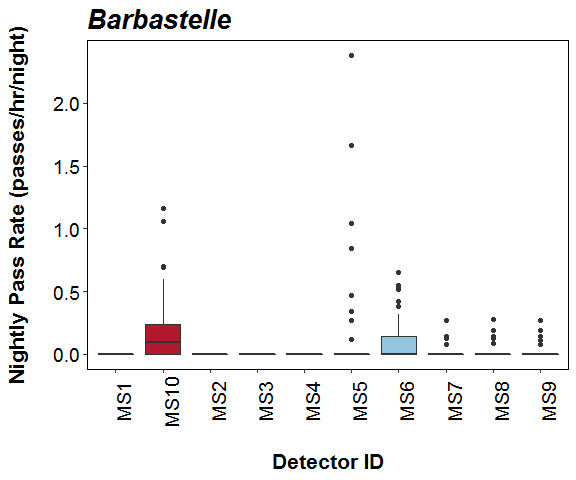 Barbastelle
Nightly Pass Rate (passes/hr/night)
2.0
1.5
1.0
0.5
0.0
MS1
MS10
MS2
MS3
MS4
MS5
MS6
MS7
MS8
MS9
Detector ID